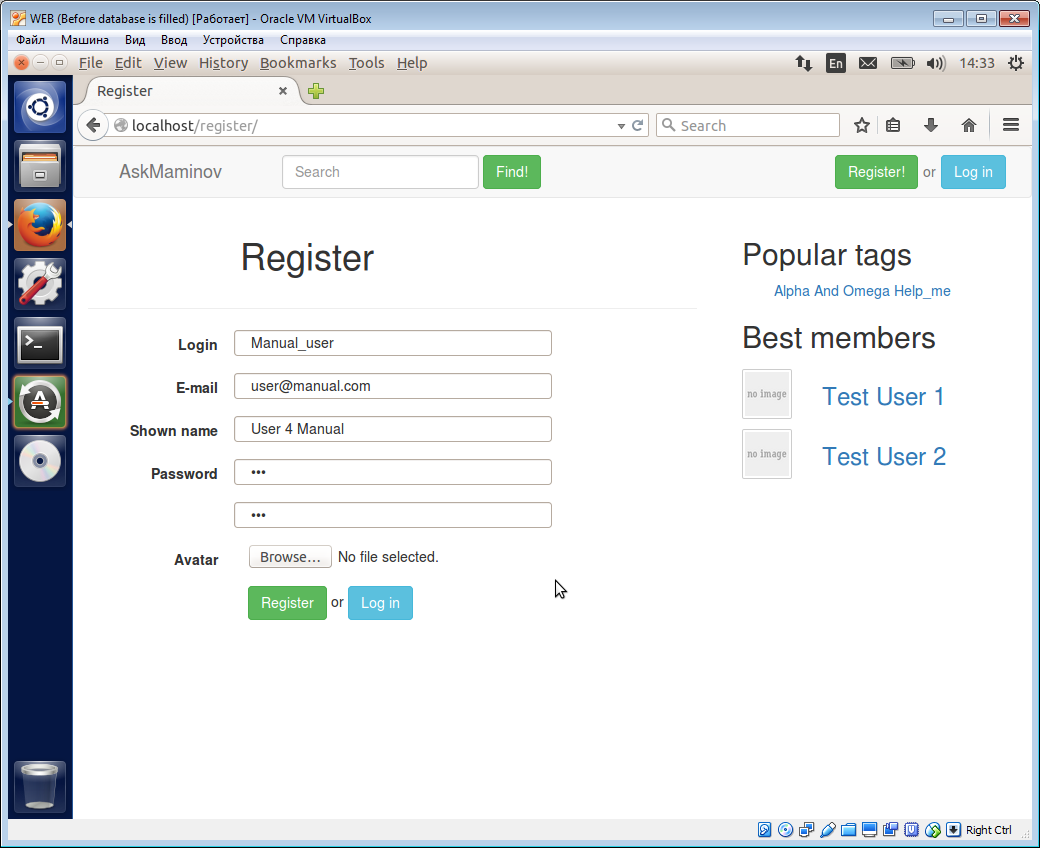 WEB (Before database is filled) [Работает] - Oracle VM VirtualBox
Файл Машина Вид Ввод Устройства Справка
File Edit View History Bookmarks Tools Help En 14:33
Register
localhost/register/ Search
AskMaminov Search Find! Register! or Log in
Register
Login Manual_user
E-mail user@manual.com
Shown name User 4 Manual
Password •••
•••
Avatar Browse... No file selected.
Register or Log in
Popular tags
Alpha And Omega Help_me
Best members
no image Test User 1
no image Test User 2
Right Ctrl